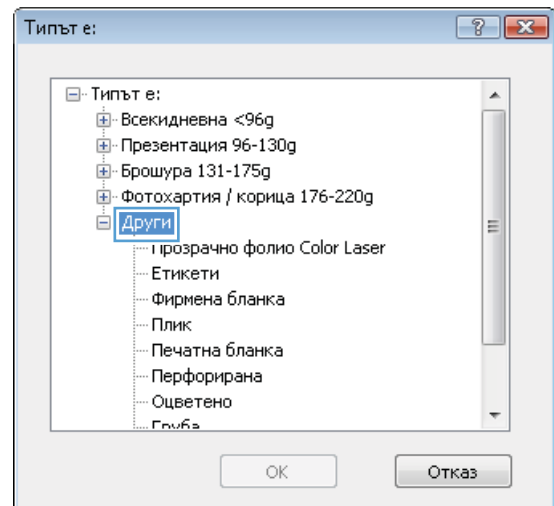 Типът е:
Типът е:
Всекидневна <96g
Презентация 96-130g
Брошура 131-175g
Фотохартия / корица 176-220g
Други
Прозрачно фолио Color Laser
Етикети
Фирмена бланка
Плик
Печатна бланка
Перфорирана
Оцветено
Груба
OK
Отказ